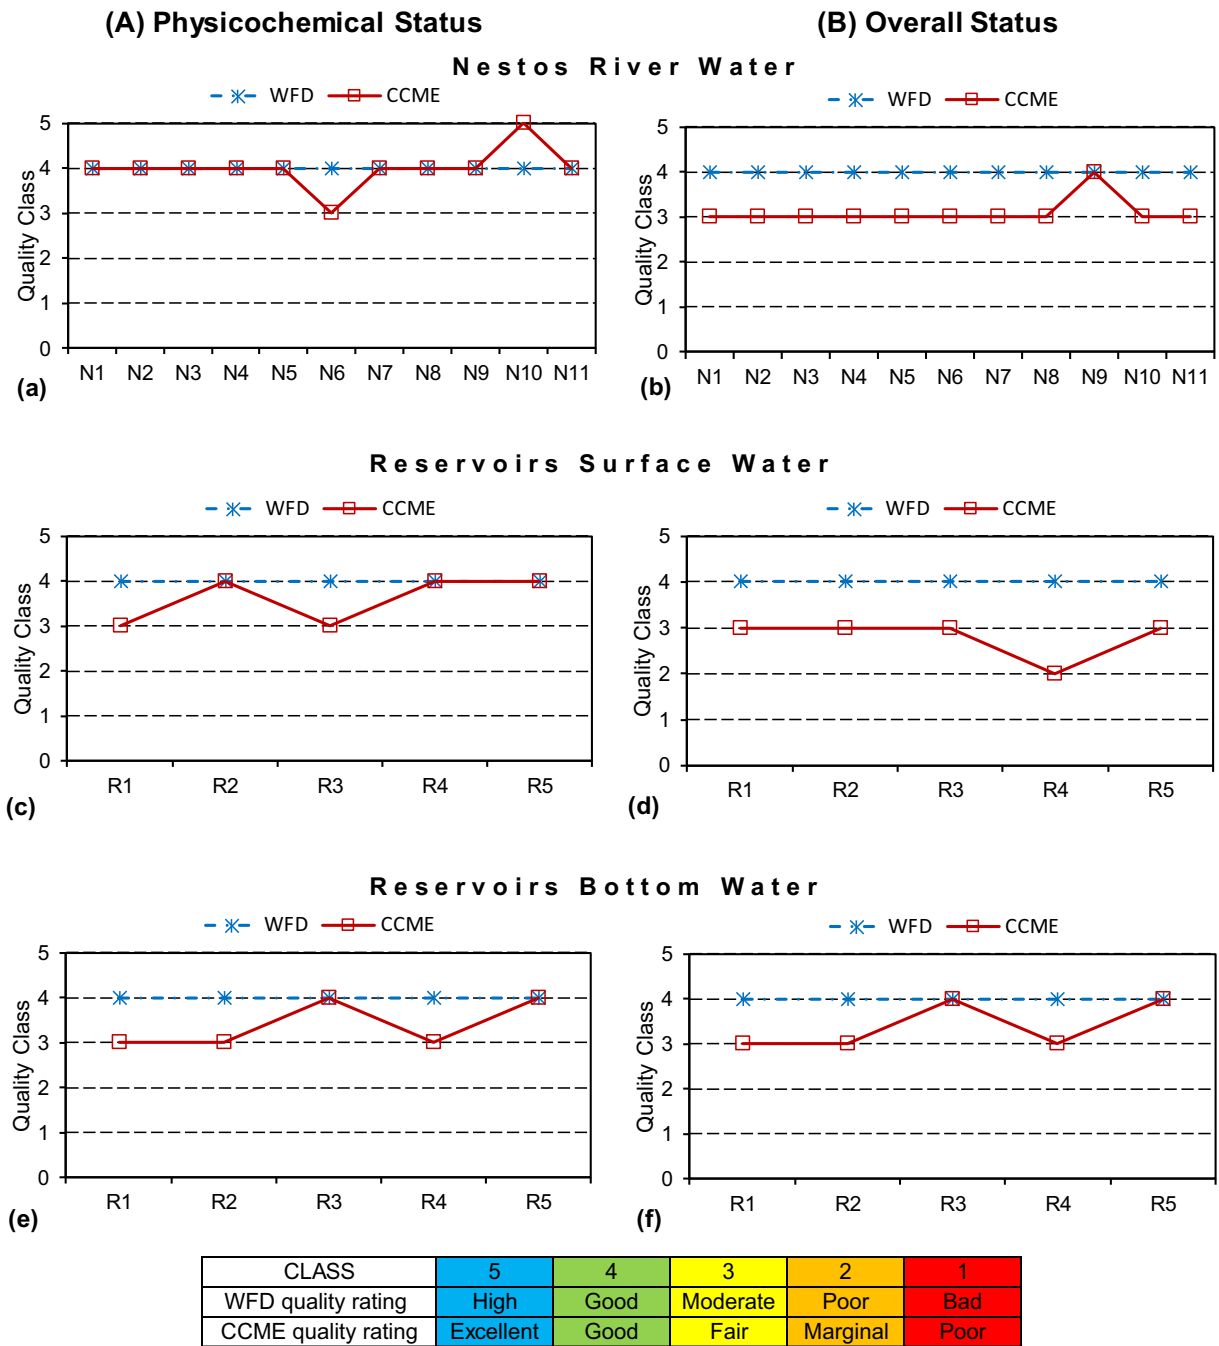 (A) Physicochemical Status (B) Overall Status
Nestos River Water
WFD CCME WFD CCME
Quality Class
5
4
3
2
1
0
N1 N2 N3 N4 N5 N6 N7 N8 N9 N10 N11
(a)
Quality Class
5
4
3
2
1
0
N1 N2 N3 N4 N5 N6 N7 N8 N9 N10 N11
(b)
Reservoirs Surface Water
WFD CCME WFD CCME
Quality Class
5
4
3
2
1
0
R1 R2 R3 R4 R5
(c)
Quality Class
5
4
3
2
1
0
R1 R2 R3 R4 R5
(d)
Reservoirs Bottom Water
WFD CCME WFD CCME
Quality Class
5
4
3
2
1
0
R1 R2 R3 R4 R5
(e)
Quality Class
5
4
3
2
1
0
R1 R2 R3 R4 R5
(f)
CLASS 5 4 3 2 1
WFD quality rating High Good Moderate Poor Bad
CCME quality rating Excellent Good Fair Marginal Poor